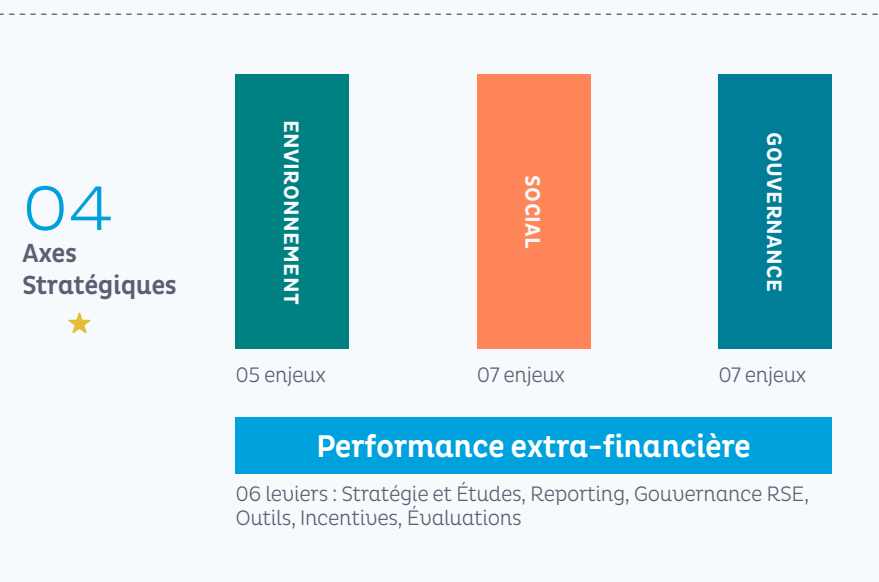 04
Axes
Stratégiques
ENVIRONNEMENT
SOCIAL
GOUVERNANCE
05 enjeux
07 enjeux
07 enjeux
Performance extra-financière
06 leviers : Stratégie et Études, Reporting, Gouvernance RSE,
Outils, Incentives, Évaluations